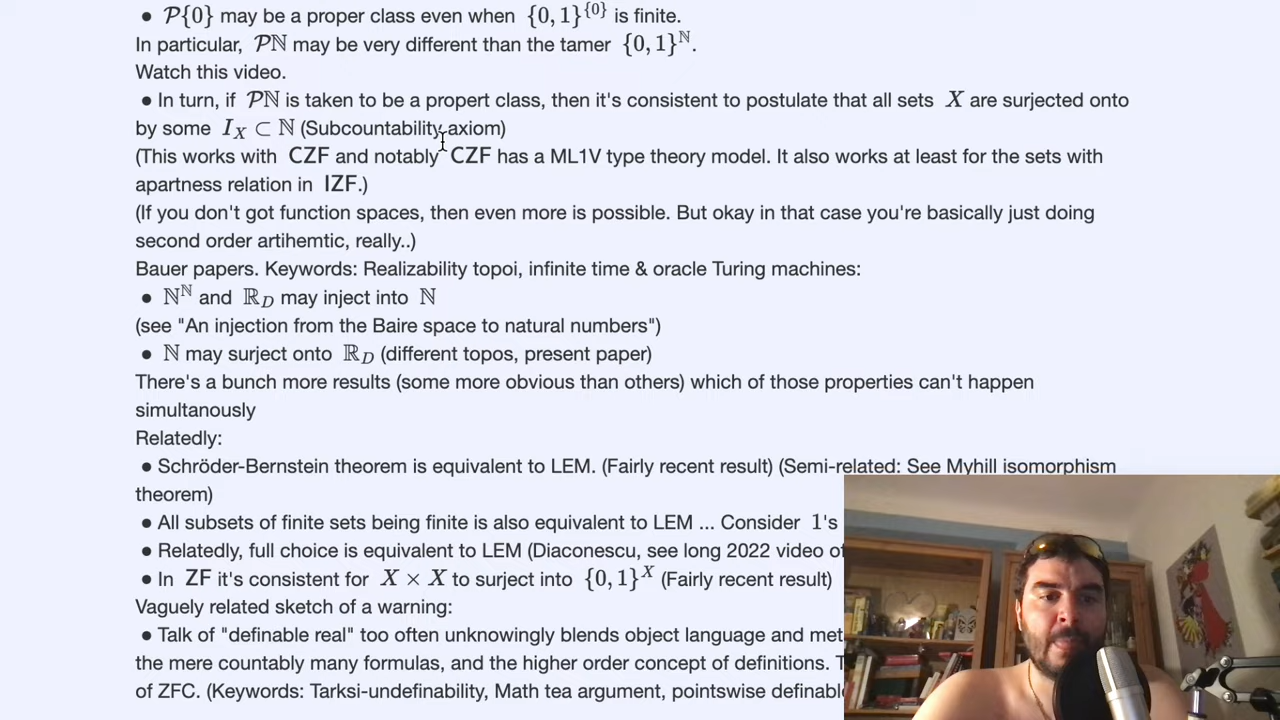 ● 𝒫{0} may be a proper class even when {0, 1}^{{0}} is finite.
In particular, 𝒫ℕ may be very different than the tamer {0, 1}^ℕ.
Watch this video.
● In turn, if 𝒫ℕ is taken to be a propert class, then it's consistent to postulate that all sets X are surjected onto
by some I_X ⊂ ℕ (Subcountability axiom)
(This works with CZF and notably CZF has a ML1V type theory model. It also works at least for the sets with
apartness relation in IZF.)
(If you don't got function spaces, then even more is possible. But okay in that case you're basically just doing
second order artihemtic, really..)
Bauer papers. Keywords: Realizability topoi, infinite time & oracle Turing machines:
● ℕ^ℕ and ℝ_D may inject into ℕ
(see "An injection from the Baire space to natural numbers")
● ℕ may surject onto ℝ_D (different topos, present paper)
There's a bunch more results (some more obvious than others) which of those properties can't happen
simultanously
Relatedly:
● Schröder-Bernstein theorem is equivalent to LEM. (Fairly recent result) (Semi-related: See Myhill isomorphism
theorem)
● All subsets of finite sets being finite is also equivalent to LEM ... Consider 1's
● Relatedly, full choice is equivalent to LEM (Diaconescu, see long 2022 video of
● In ZF it's consistent for X × X to surject into {0, 1}^X (Fairly recent result)
Vaguely related sketch of a warning:
● Talk of "definable real" too often unknowingly blends object language and met
the mere countably many formulas, and the higher order concept of definitions. T
of ZFC. (Keywords: Tarksi-undefinability, Math tea argument, pointswise definabl